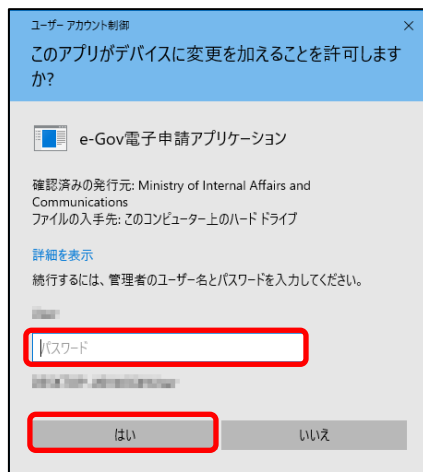 ユーザー アカウント制御
このアプリがデバイスに変更を加えることを許可します
か?
e-Gov電子申請アプリケーション
確認済みの発行元: Ministry of Internal Affairs and
Communications
ファイルの入手先: このコンピューター上のハード ドライブ
詳細を表示
続行するには、管理者のユーザー名とパスワードを入力してください。
パスワード
はい
いいえ